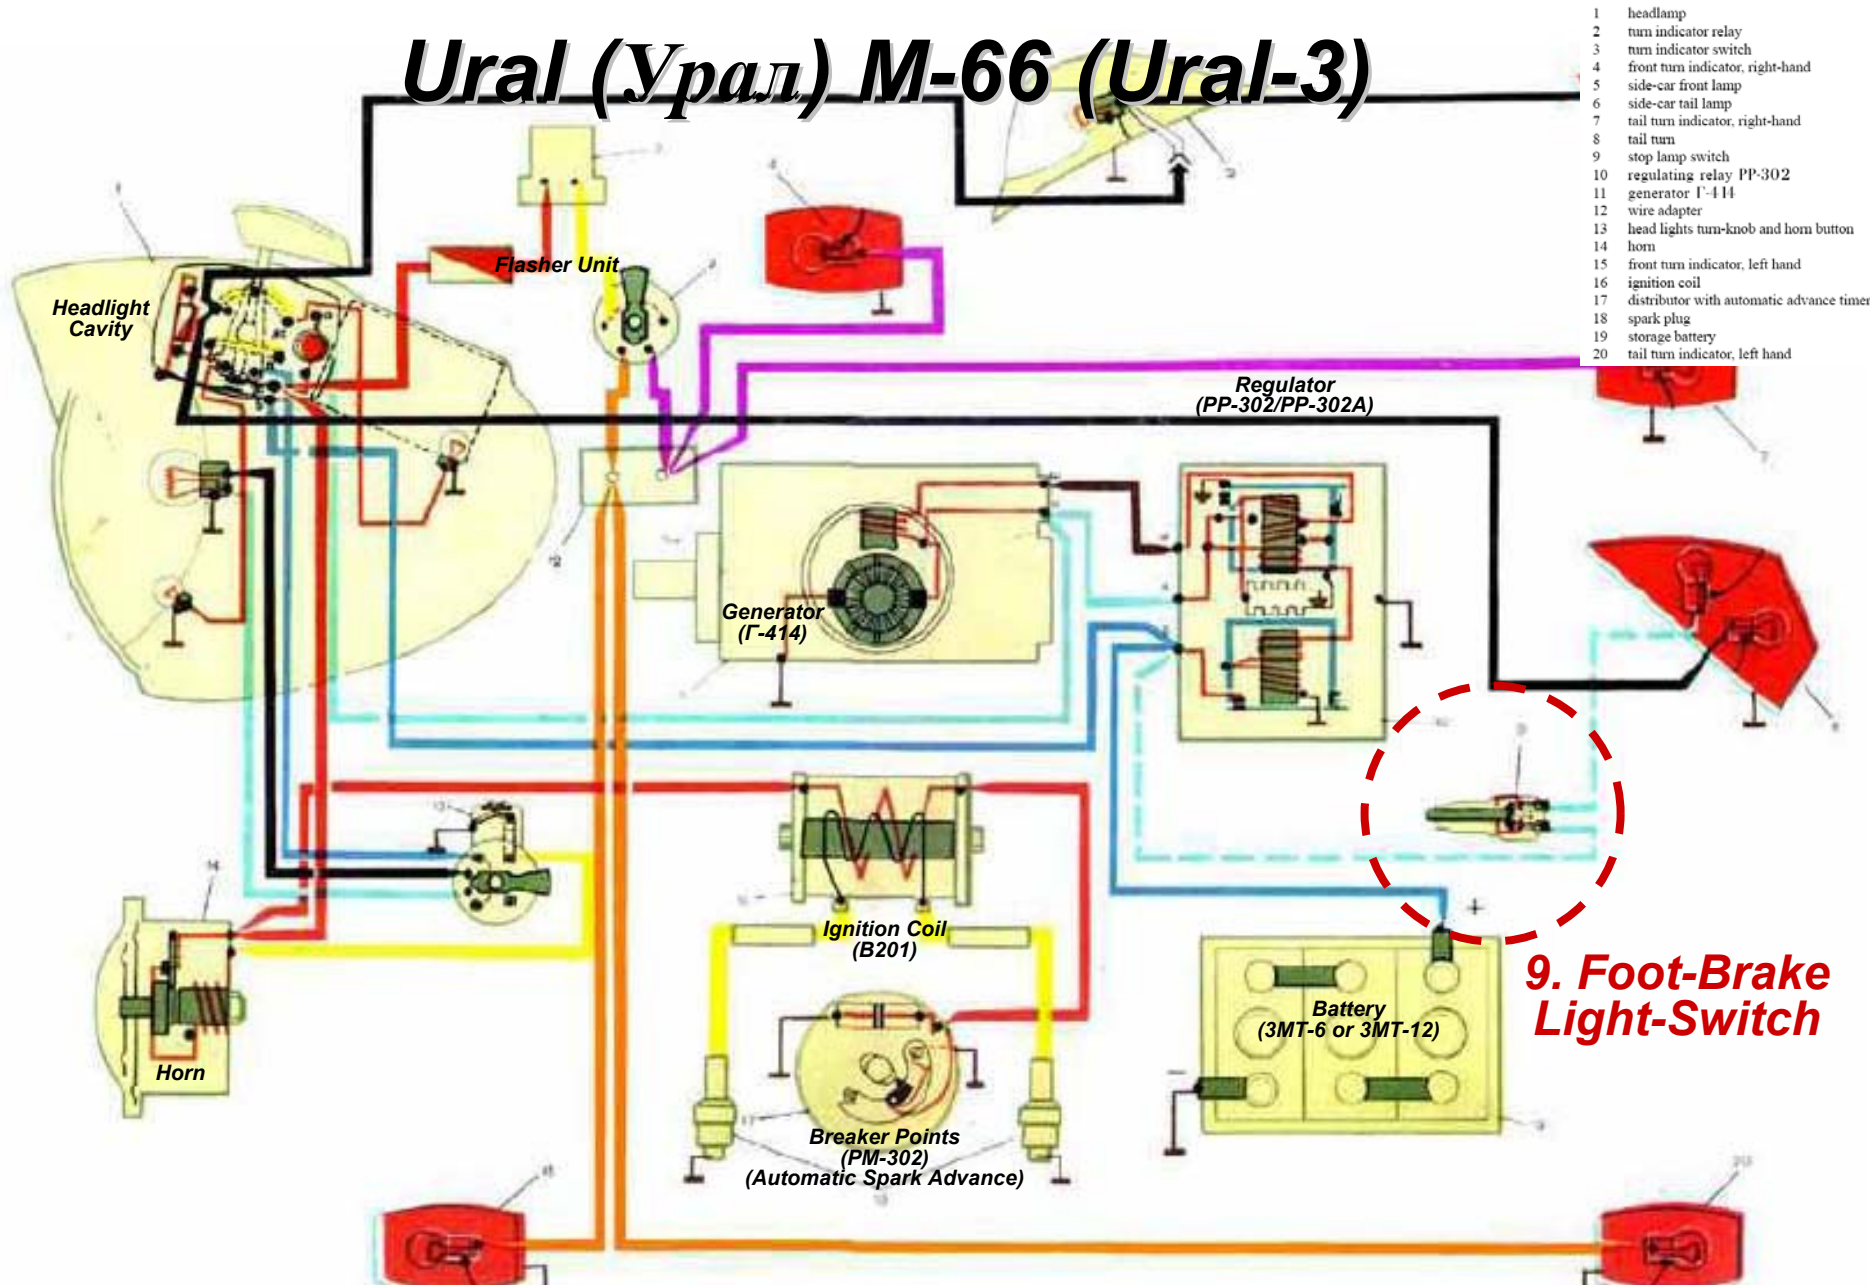 Ural (Урал) M-66 (Ural-3)
1 headlamp
2 turn indicator relay
3 turn indicator switch
4 front turn indicator, right-hand
5 side-car front lamp
6 side-car tail lamp
7 tail turn indicator, right-hand
8 tail turn
9 stop lamp switch
10 regulating relay PP-302
11 generator Г-414
12 wire adapter
13 head lights turn-knob and horn button
14 horn
15 front turn indicator, left hand
16 ignition coil
17 distributor with automatic advance timer
18 spark plug
19 storage battery
20 tail turn indicator, left hand
Flasher Unit
Headlight
Cavity
Regulator
(PP-302/PP-302A)
Generator
(Г-414)
14
Ignition Coil
(B201)
+
9. Foot-Brake
Light-Switch
Battery
(3MT-6 or 3MT-12)
Horn
Breaker Points
(PM-302)
(Automatic Spark Advance)